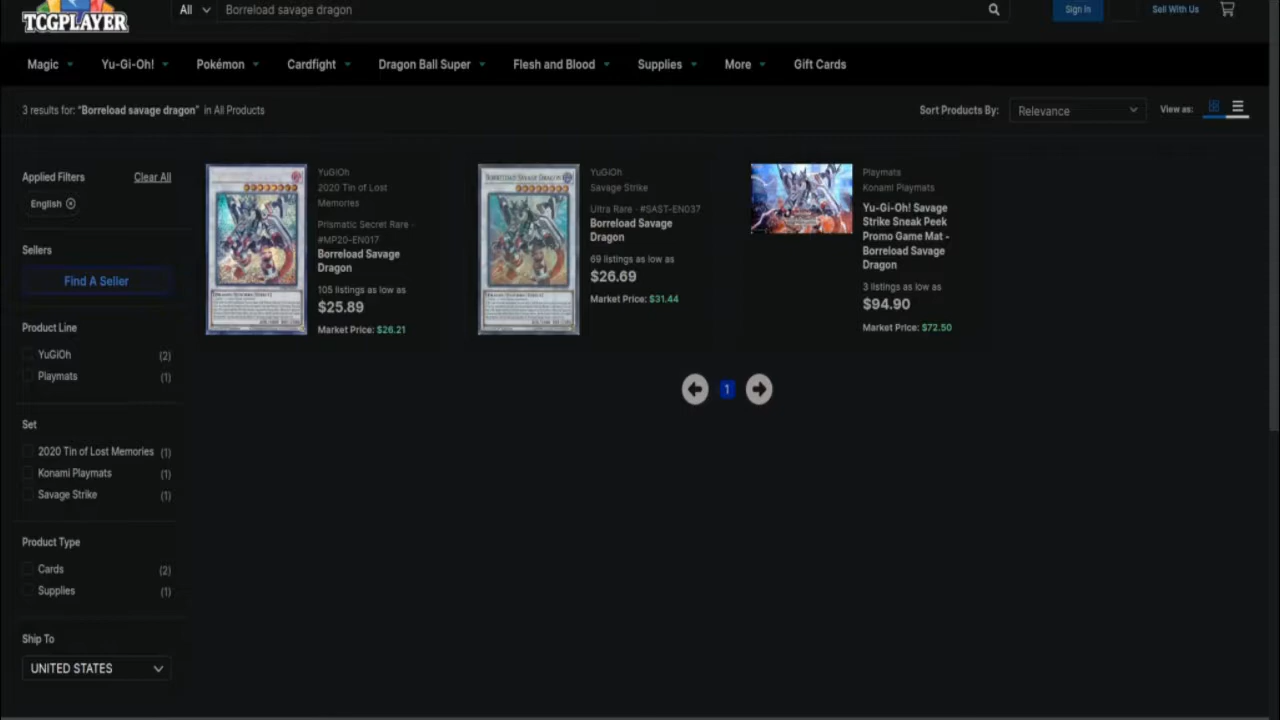 TCGPLAYER
All
Borreload savage dragon
Sign In
Sell With Us
Magic
Yu-Gi-Oh!
Pokémon
Cardfight
Dragon Ball Super
Flesh and Blood
Supplies
More
Gift Cards
3 results for: "Borreload savage dragon" in All Products
Sort Products By:
Relevance
View as:
Applied Filters
Clear All
English
Sellers
Find A Seller
Product Line
YuGiOh (2)
Playmats (1)
Set
2020 Tin of Lost Memories (1)
Konami Playmats (1)
Savage Strike (1)
Product Type
Cards (2)
Supplies (1)
Ship To
UNITED STATES
YuGiOh
2020 Tin of Lost
Memories
Prismatic Secret Rare ·
#MP20-EN017
Borreload Savage
Dragon
105 listings as low as
$25.89
Market Price: $26.21
BORRELOAD SAVAGE DRAGON
YuGiOh
Savage Strike
Ultra Rare · #SAST-EN037
Borreload Savage
Dragon
69 listings as low as
$26.69
Market Price: $31.44
Playmats
Konami Playmats
Yu-Gi-Oh! Savage
Strike Sneak Peek
Promo Game Mat -
Borreload Savage
Dragon
3 listings as low as
$94.90
Market Price: $72.50
1